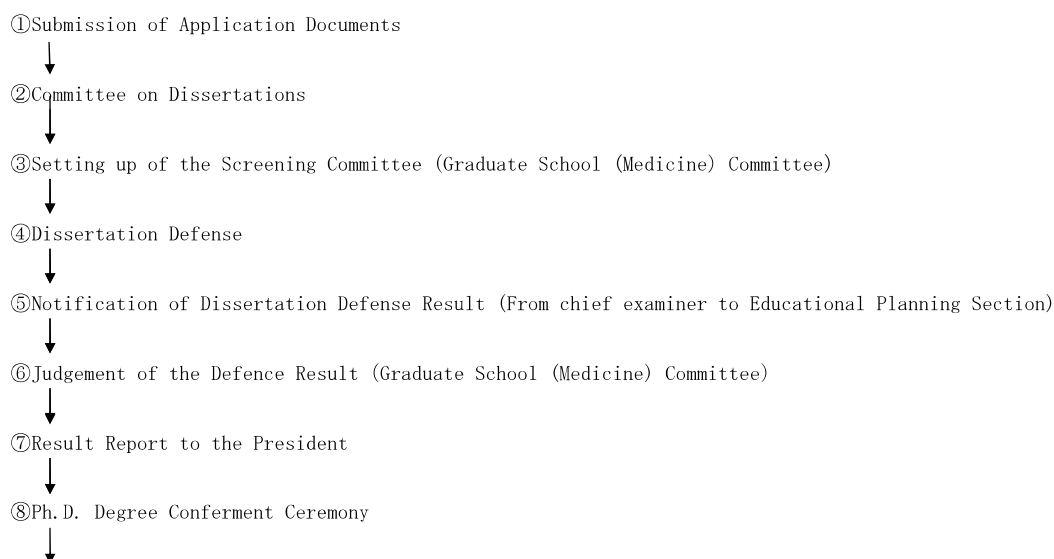 ①Submission of Application Documents
②Committee on Dissertations
③Setting up of the Screening Committee (Graduate School (Medicine) Committee)
④Dissertation Defense
⑤Notification of Dissertation Defense Result (From chief examiner to Educational Planning Section)
⑥Judgement of the Defence Result (Graduate School (Medicine) Committee)
⑦Result Report to the President
⑧Ph.D. Degree Conferment Ceremony